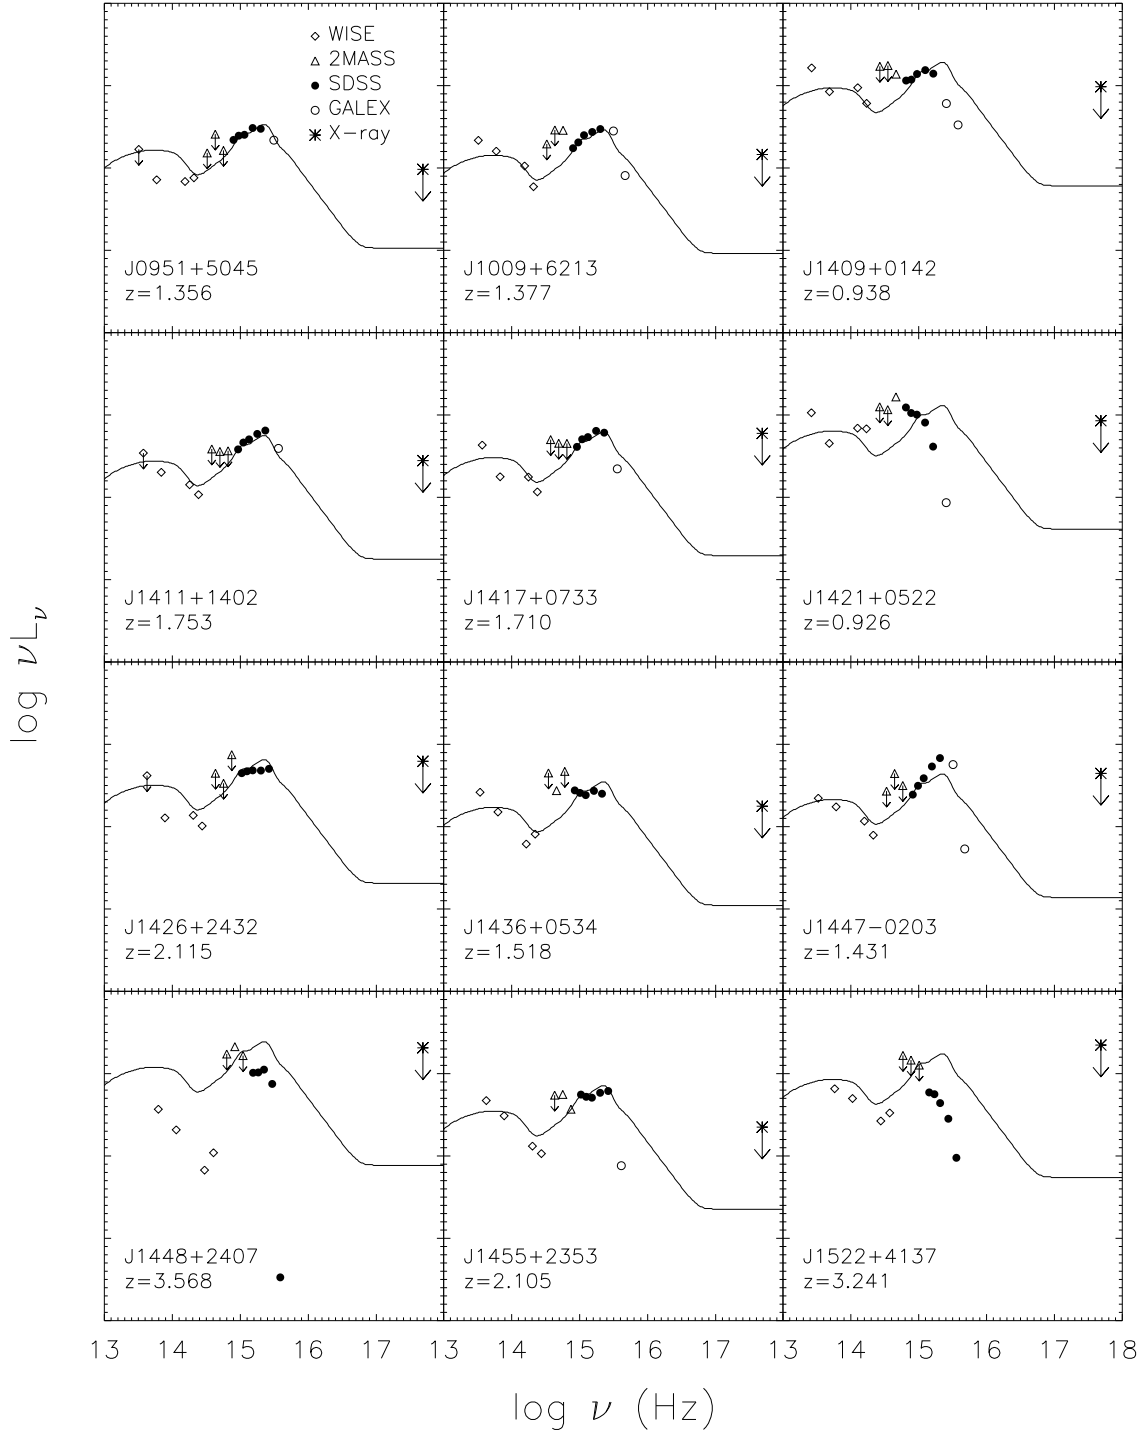 WISE
2MASS
SDSS
GALEX
X-ray
J0951+5045
z=1.356
J1009+6213
z=1.377
J1409+0142
z=0.938
J1411+1402
z=1.753
J1417+0733
z=1.710
J1421+0522
z=0.926
log νLν
J1426+2432
z=2.115
J1436+0534
z=1.518
J1447-0203
z=1.431
J1448+2407
z=3.568
J1455+2353
z=2.105
J1522+4137
z=3.241
13 14 15 16 17 13 14 15 16 17 13 14 15 16 17 18
log ν (Hz)